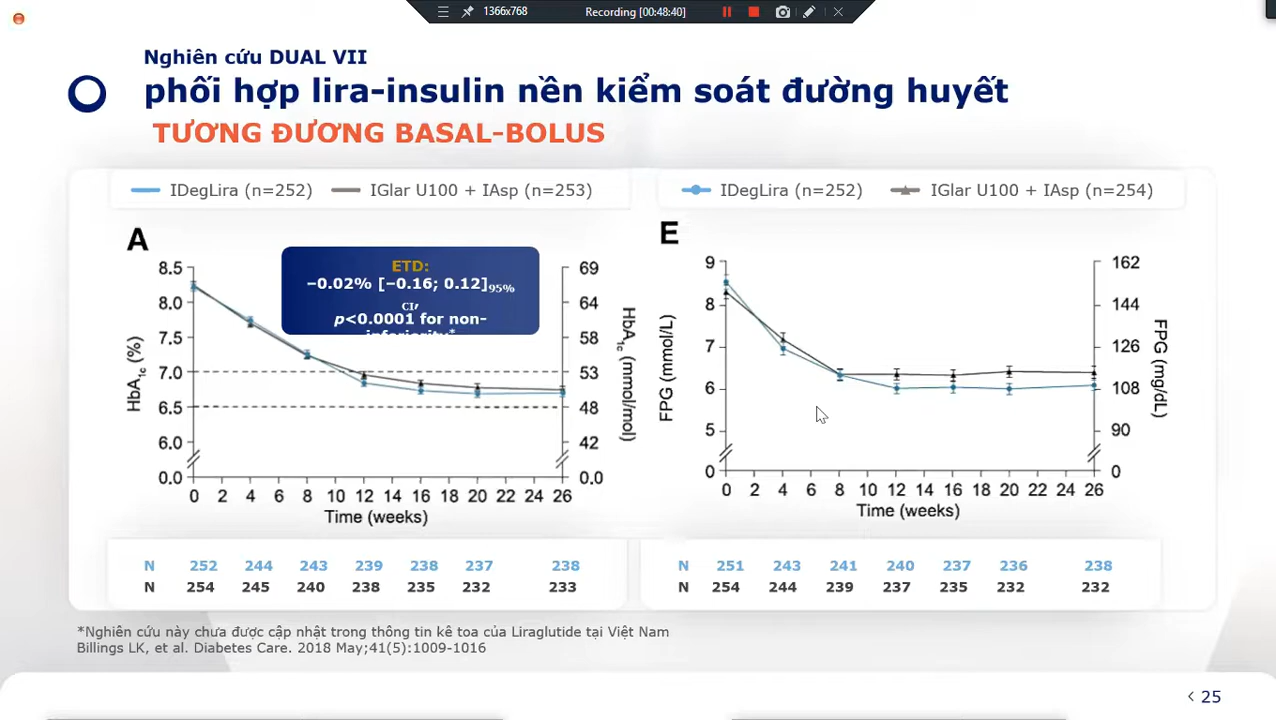 1366x768
Recording [00:48:40]
Nghiên cứu DUAL VII
phối hợp lira-insulin nền kiểm soát đường huyết
TƯƠNG ĐƯƠNG BASAL-BOLUS
IDegLira (n=252) IGlar U100 + IAsp (n=253)
IDegLira (n=252) IGlar U100 + IAsp (n=254)
A
ETD:
−0.02% [−0.16; 0.12]95%
CI,
p<0.0001 for non-
inferiority*
HbA1c (%)
8.5
8.0
7.5
7.0
6.5
6.0
0.0
69
64
58
53
48
42
0.0
HbA1c (mmol/mol)
0 2 4 6 8 10 12 14 16 18 20 22 24 26
Time (weeks)
E
FPG (mmol/L)
9
8
7
6
5
0
162
144
126
108
90
0
FPG (mg/dL)
0 2 4 6 8 10 12 14 16 18 20 22 24 26
Time (weeks)
N 252 244 243 239 238 237 238
N 254 245 240 238 235 232 233
N 251 243 241 240 237 236 238
N 254 244 239 237 235 232 232
*Nghiên cứu này chưa được cập nhật trong thông tin kê toa của Liraglutide tại Việt Nam
Billings LK, et al. Diabetes Care. 2018 May;41(5):1009-1016
< 25